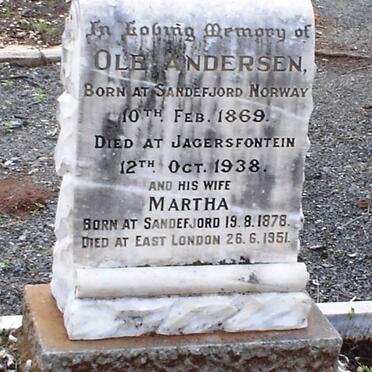 In Loving Memory of
OLE ANDERSEN,
BORN AT SANDEFJORD NORWAY
10TH FEB. 1869.
DIED AT JAGERSFONTEIN
12TH OCT. 1938.
AND HIS WIFE
MARTHA
BORN AT SANDEFJORD 19.8.1878.
DIED AT EAST LONDON 26.6.1951.